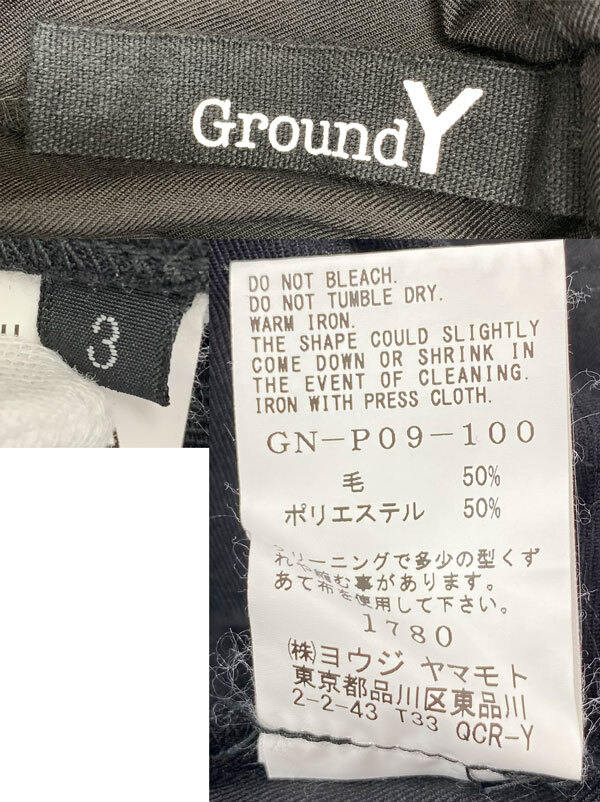 Ground Y
3
DO NOT BLEACH.
DO NOT TUMBLE DRY.
WARM IRON.
THE SHAPE COULD SLIGHTLY
COME DOWN OR SHRINK IN
THE EVENT OF CLEANING.
IRON WITH PRESS CLOTH.
GN-P09-100
毛 50%
ポリエステル 50%
クリーニングで多少の型くず
れや縮む事があります。
あて布を使用して下さい。
1780
㈱ヨウジ ヤマモト
東京都品川区東品川
2-2-43 T33 QCR-Y